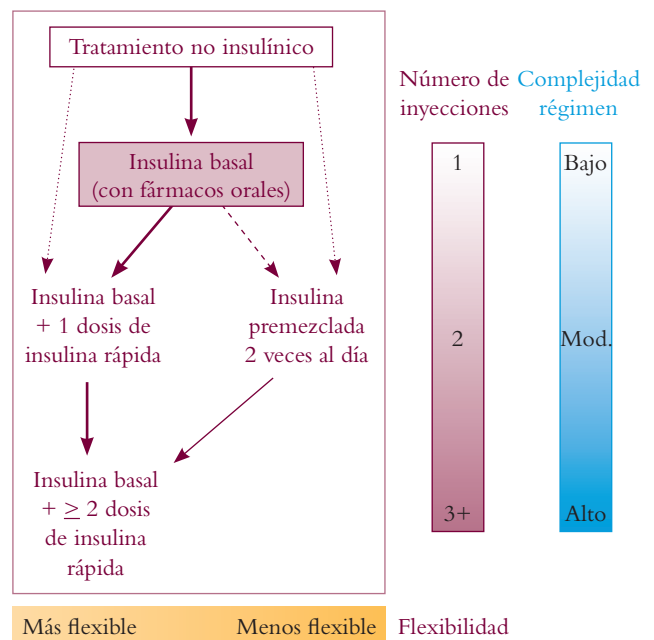 Tratamiento no insulínico
Número de
inyecciones
Complejidad
régimen
Insulina basal
(con fármacos orales)
1
Bajo
Insulina basal
+ 1 dosis de
insulina rápida
Insulina
premezclada
2 veces al día
2
Mod.
Insulina basal
+ ≥ 2 dosis
de insulina
rápida
3+
Alto
Más flexible
Menos flexible
Flexibilidad